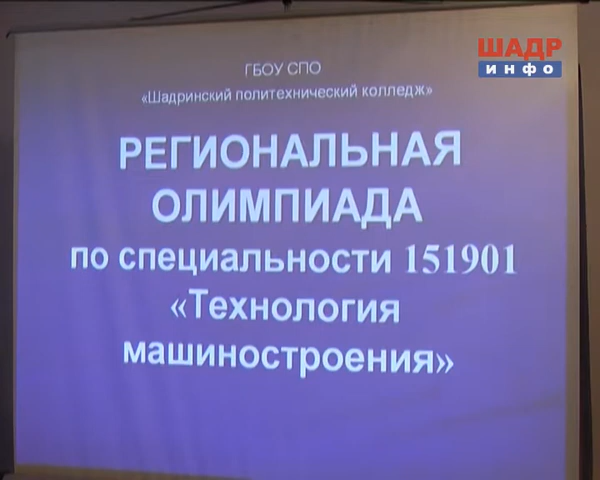 ШАДР
инфо
ГБОУ СПО
«Шадринский политехнический колледж»
РЕГИОНАЛЬНАЯ
ОЛИМПИАДА
по специальности 151901
«Технология
машиностроения»